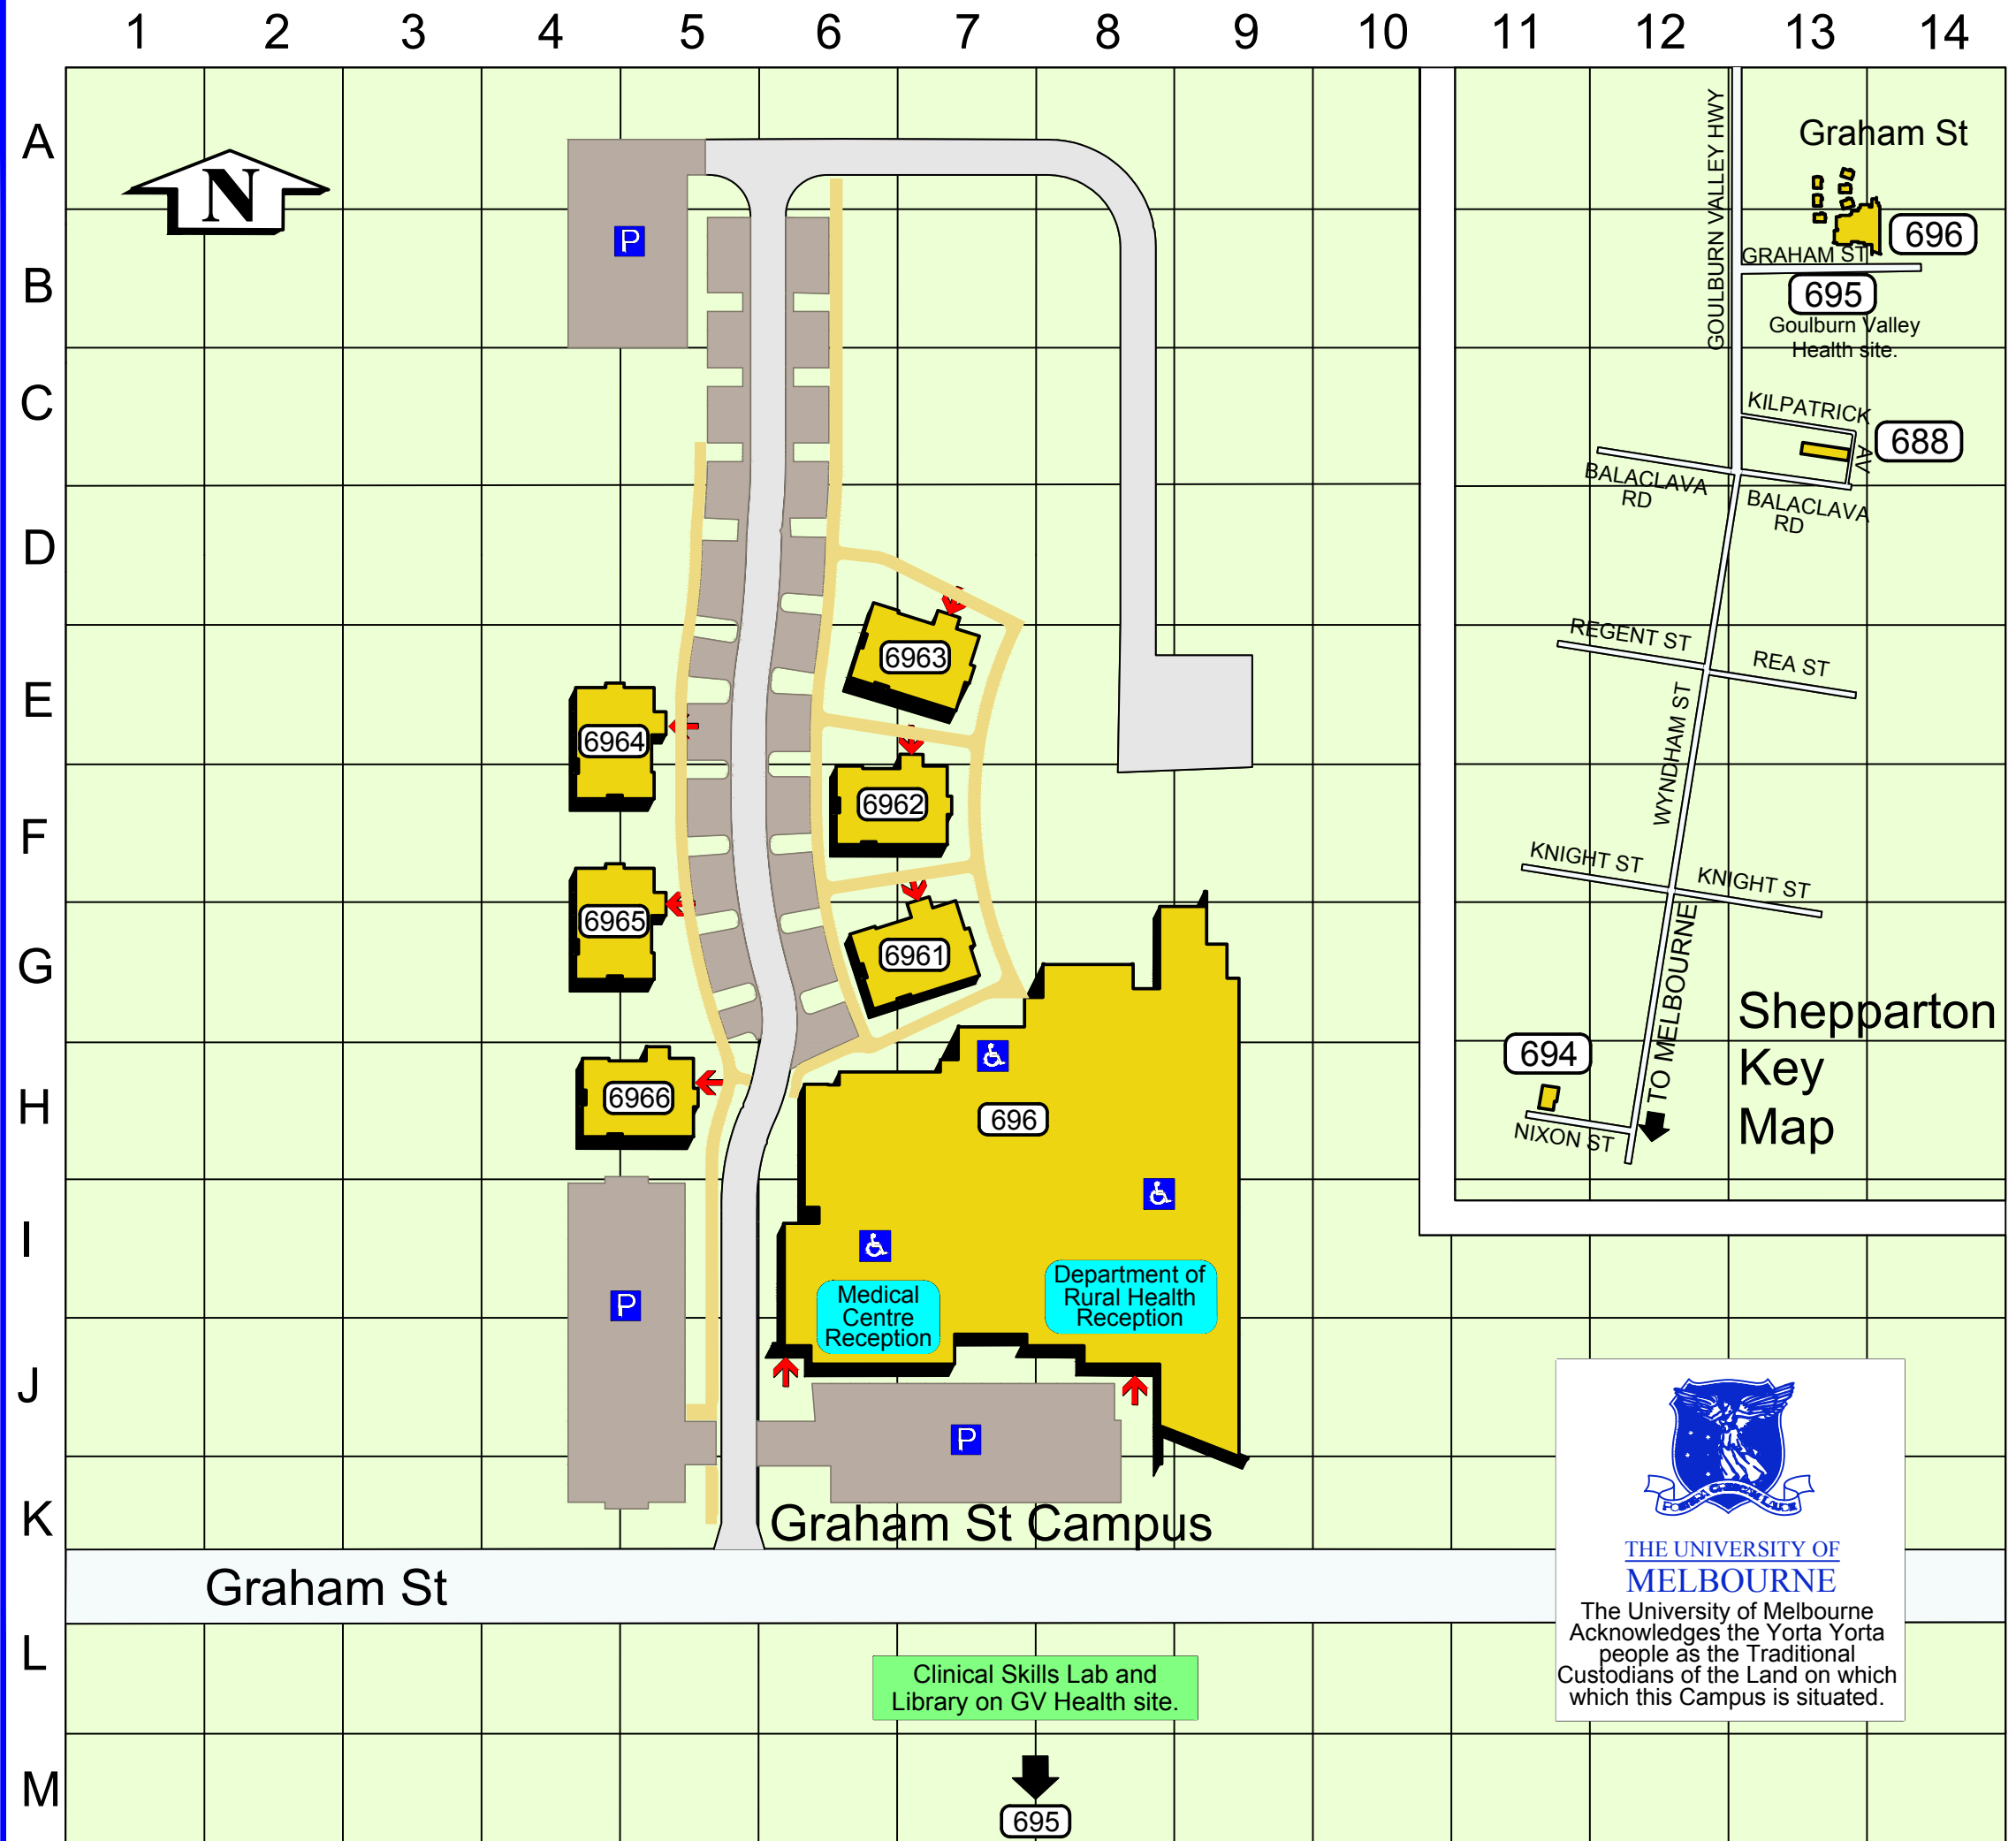 1 2 3 4 5 6 7 8 9 10 11 12 13 14
A
B
C
D
E
F
G
H
I
J
K
L
M
N
P
6963
6964
6962
6965
6961
6966
696
Medical
Centre
Reception
Department of
Rural Health
Reception
P
P
Graham St Campus
Graham St
Clinical Skills Lab and
Library on GV Health site.
695
GOULBURN VALLEY HWY
Graham St
696
GRAHAM ST
695
Goulburn Valley
Health site.
KILPATRICK
AV
688
BALACLAVA
RD
BALACLAVA
RD
REGENT ST
REA ST
WYNDHAM ST
KNIGHT ST
KNIGHT ST
TO MELBOURNE
694
NIXON ST
Shepparton
Key
Map
POSTERA CRESCAM LAUDE
THE UNIVERSITY OF
MELBOURNE
The University of Melbourne
Acknowledges the Yorta Yorta
people as the Traditional
Custodians of the Land on which
which this Campus is situated.